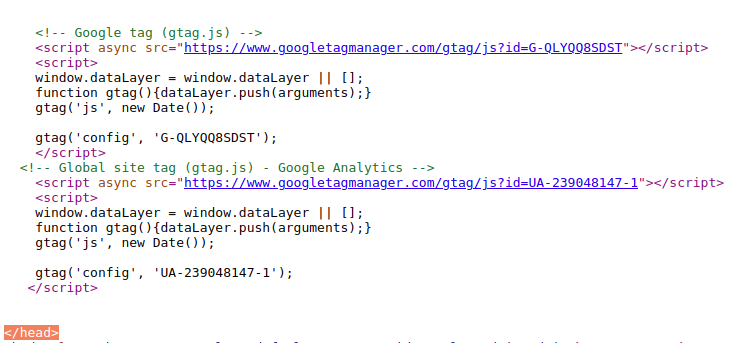 <!-- Google tag (gtag.js) -->
<script async src="https://www.googletagmanager.com/gtag/js?id=G-QLYQQ8SDST"></script>
<script>
window.dataLayer = window.dataLayer || [];
function gtag(){dataLayer.push(arguments);}
gtag('js', new Date());
gtag('config', 'G-QLYQQ8SDST');
</script>
<!-- Global site tag (gtag.js) - Google Analytics -->
<script async src="https://www.googletagmanager.com/gtag/js?id=UA-239048147-1"></script>
<script>
window.dataLayer = window.dataLayer || [];
function gtag(){dataLayer.push(arguments);}
gtag('js', new Date());
gtag('config', 'UA-239048147-1');
</script>
</head>